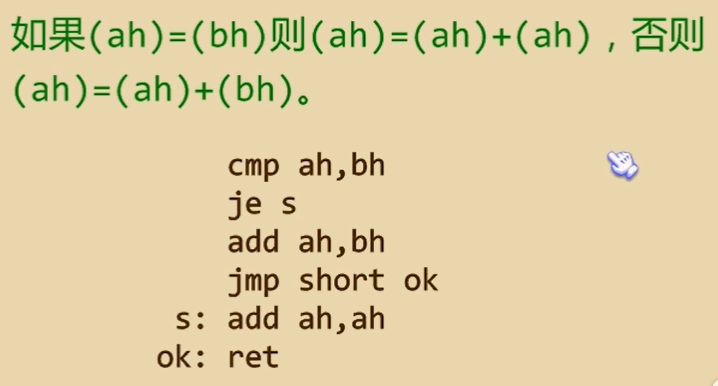 如果(ah)=(bh)则(ah)=(ah)+(ah)，否则
(ah)=(ah)+(bh)。
cmp ah,bh
je s
add ah,bh
jmp short ok
s: add ah,ah
ok: ret